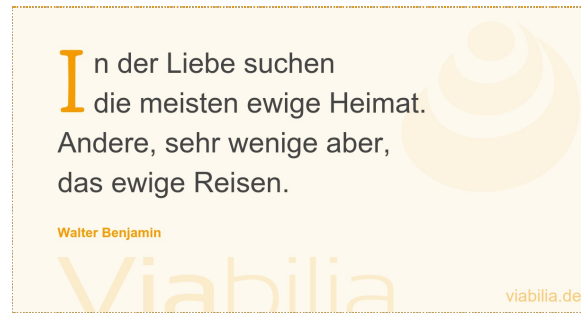 In der Liebe suchen
die meisten ewige Heimat.
Andere, sehr wenige aber,
das ewige Reisen.
Walter Benjamin
Viabilia
viabilia.de